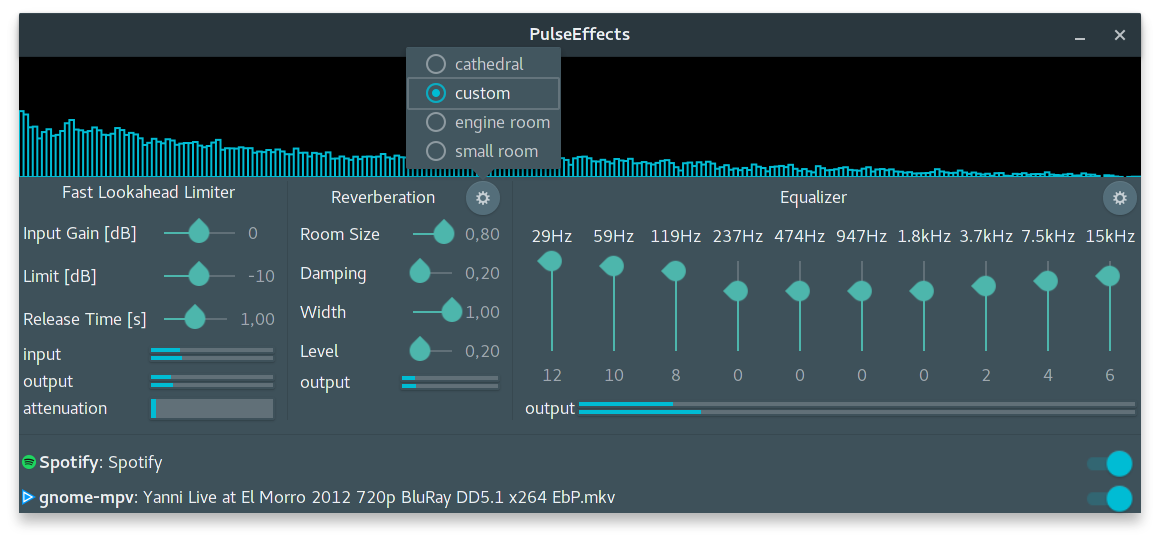 PulseEffects
cathedral
custom
engine room
small room
Fast Lookahead Limiter
Input Gain [dB] 0
Limit [dB] -10
Release Time [s] 1,00
input
output
attenuation
Reverberation
Room Size 0,80
Damping 0,20
Width 1,00
Level 0,20
output
Equalizer
29Hz 59Hz 119Hz 237Hz 474Hz 947Hz 1.8kHz 3.7kHz 7.5kHz 15kHz
12 10 8 0 0 0 0 2 4 6
output
Spotify: Spotify
gnome-mpv: Yanni Live at El Morro 2012 720p BluRay DD5.1 x264 EbP.mkv